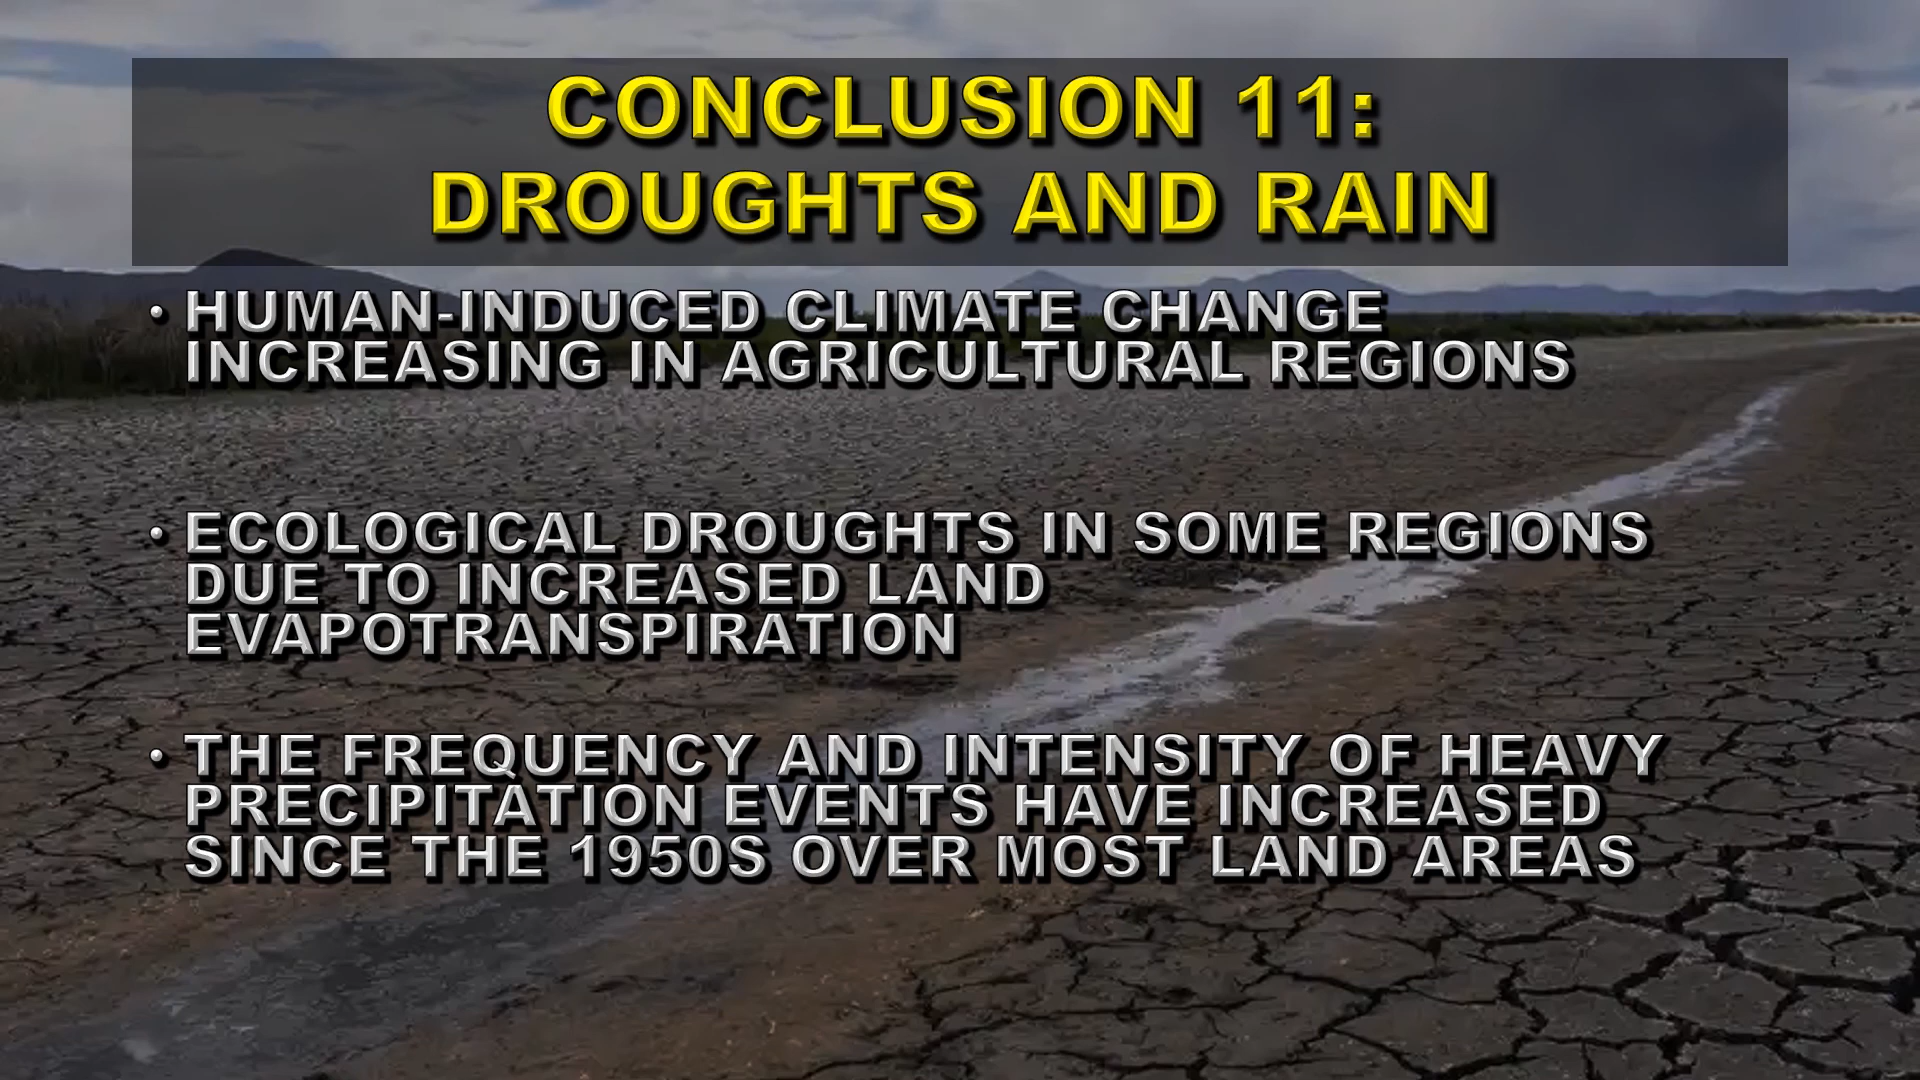 CONCLUSION 11:
DROUGHTS AND RAIN
• HUMAN-INDUCED CLIMATE CHANGE
INCREASING IN AGRICULTURAL REGIONS
• ECOLOGICAL DROUGHTS IN SOME REGIONS
DUE TO INCREASED LAND
EVAPOTRANSPIRATION
• THE FREQUENCY AND INTENSITY OF HEAVY
PRECIPITATION EVENTS HAVE INCREASED
SINCE THE 1950S OVER MOST LAND AREAS